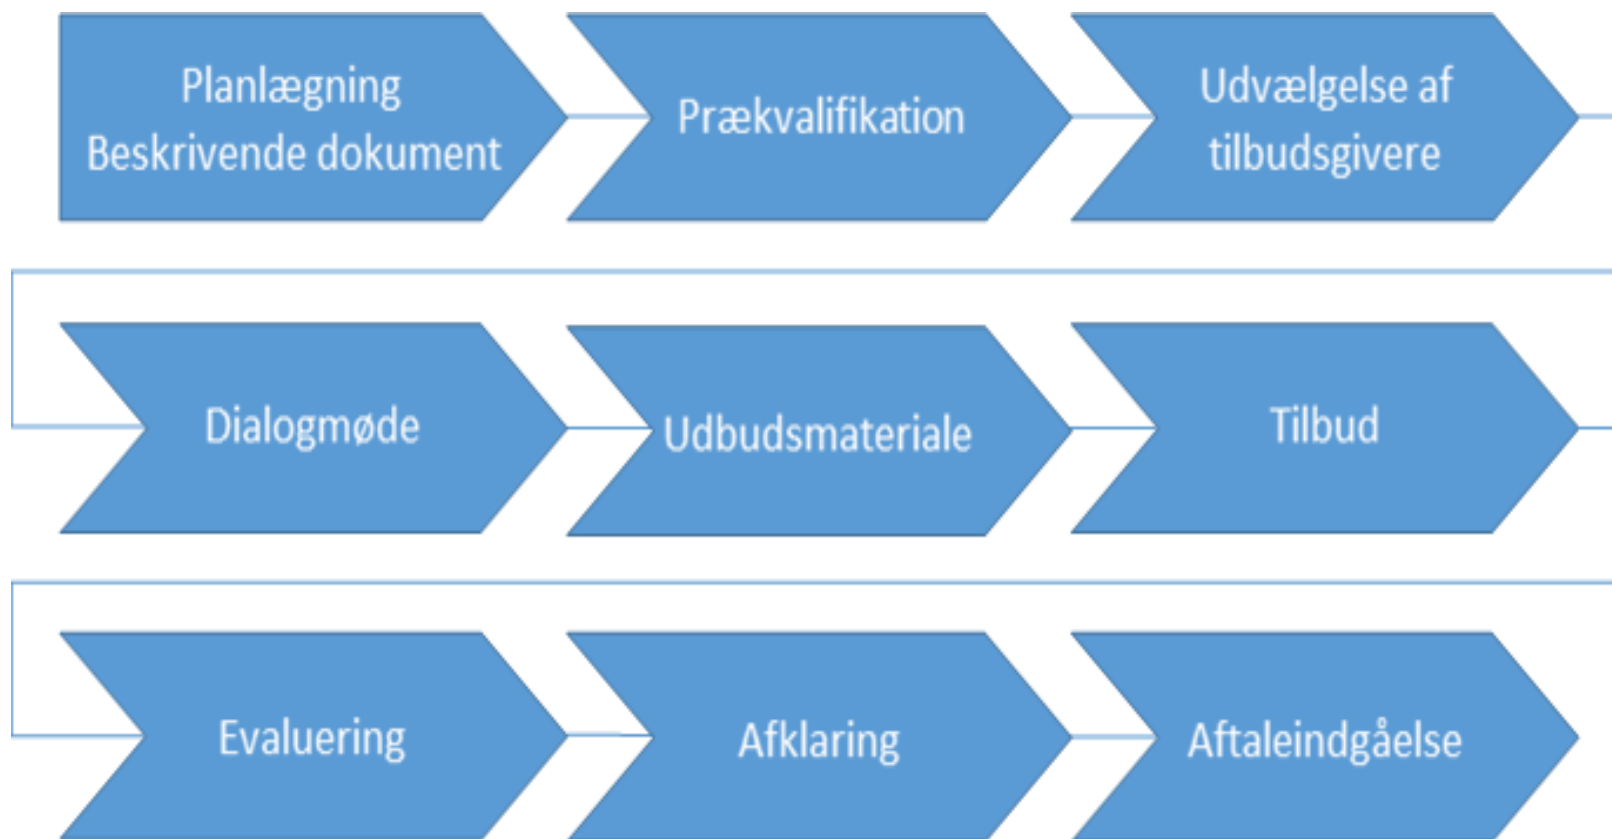 Planlægning
Beskrivende dokument
Prækvalifikation
Udvælgelse af
tilbudsgivere
Dialogmøde
Udbudsmateriale
Tilbud
Evaluering
Afklaring
Aftaleindgåelse